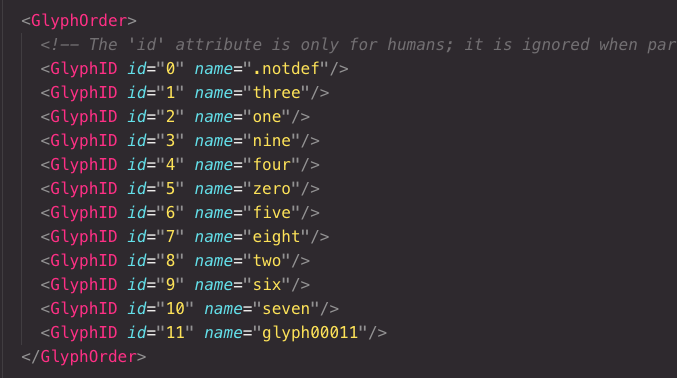 <GlyphOrder>
<!-- The 'id' attribute is only for humans; it is ignored when par
<GlyphID id="0" name=".notdef"/>
<GlyphID id="1" name="three"/>
<GlyphID id="2" name="one"/>
<GlyphID id="3" name="nine"/>
<GlyphID id="4" name="four"/>
<GlyphID id="5" name="zero"/>
<GlyphID id="6" name="five"/>
<GlyphID id="7" name="eight"/>
<GlyphID id="8" name="two"/>
<GlyphID id="9" name="six"/>
<GlyphID id="10" name="seven"/>
<GlyphID id="11" name="glyph00011"/>
</GlyphOrder>